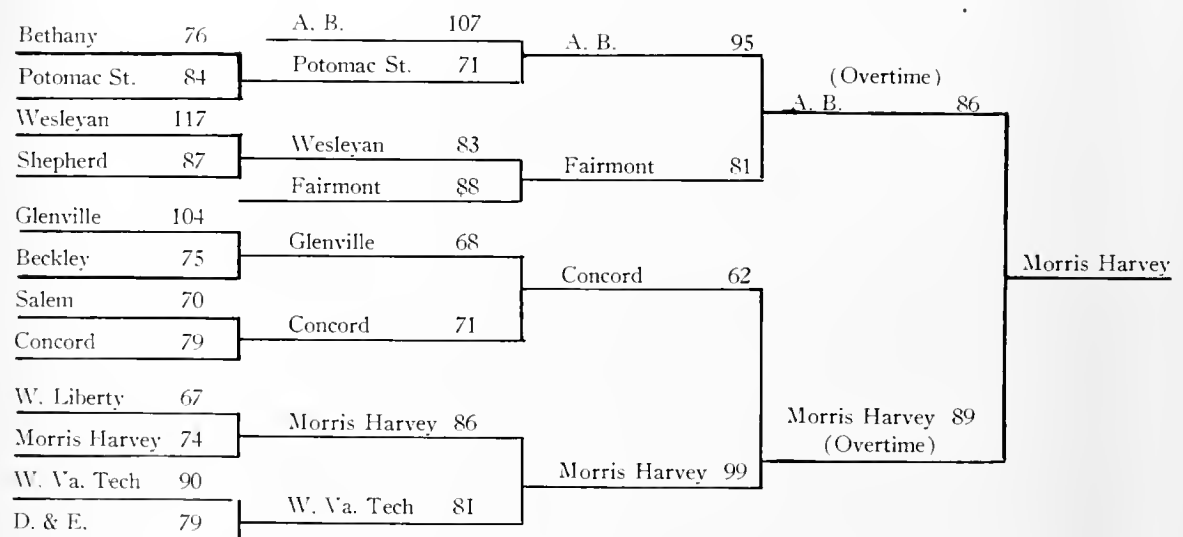 Bethany 76
Potomac St. 84
Wesleyan 117
Shepherd 87
Glenville 104
Beckley 75
Salem 70
Concord 79
W. Liberty 67
Morris Harvey 74
W. Va. Tech 90
D. & E. 79
A. B. 107
Potomac St. 71
Wesleyan 83
Fairmont 88
Glenville 68
Concord 71
Morris Harvey 86
W. Va. Tech 81
A. B. 95
Fairmont 81
Concord 62
Morris Harvey 99
(Overtime)
A. B. 86
Morris Harvey 89
(Overtime)
Morris Harvey